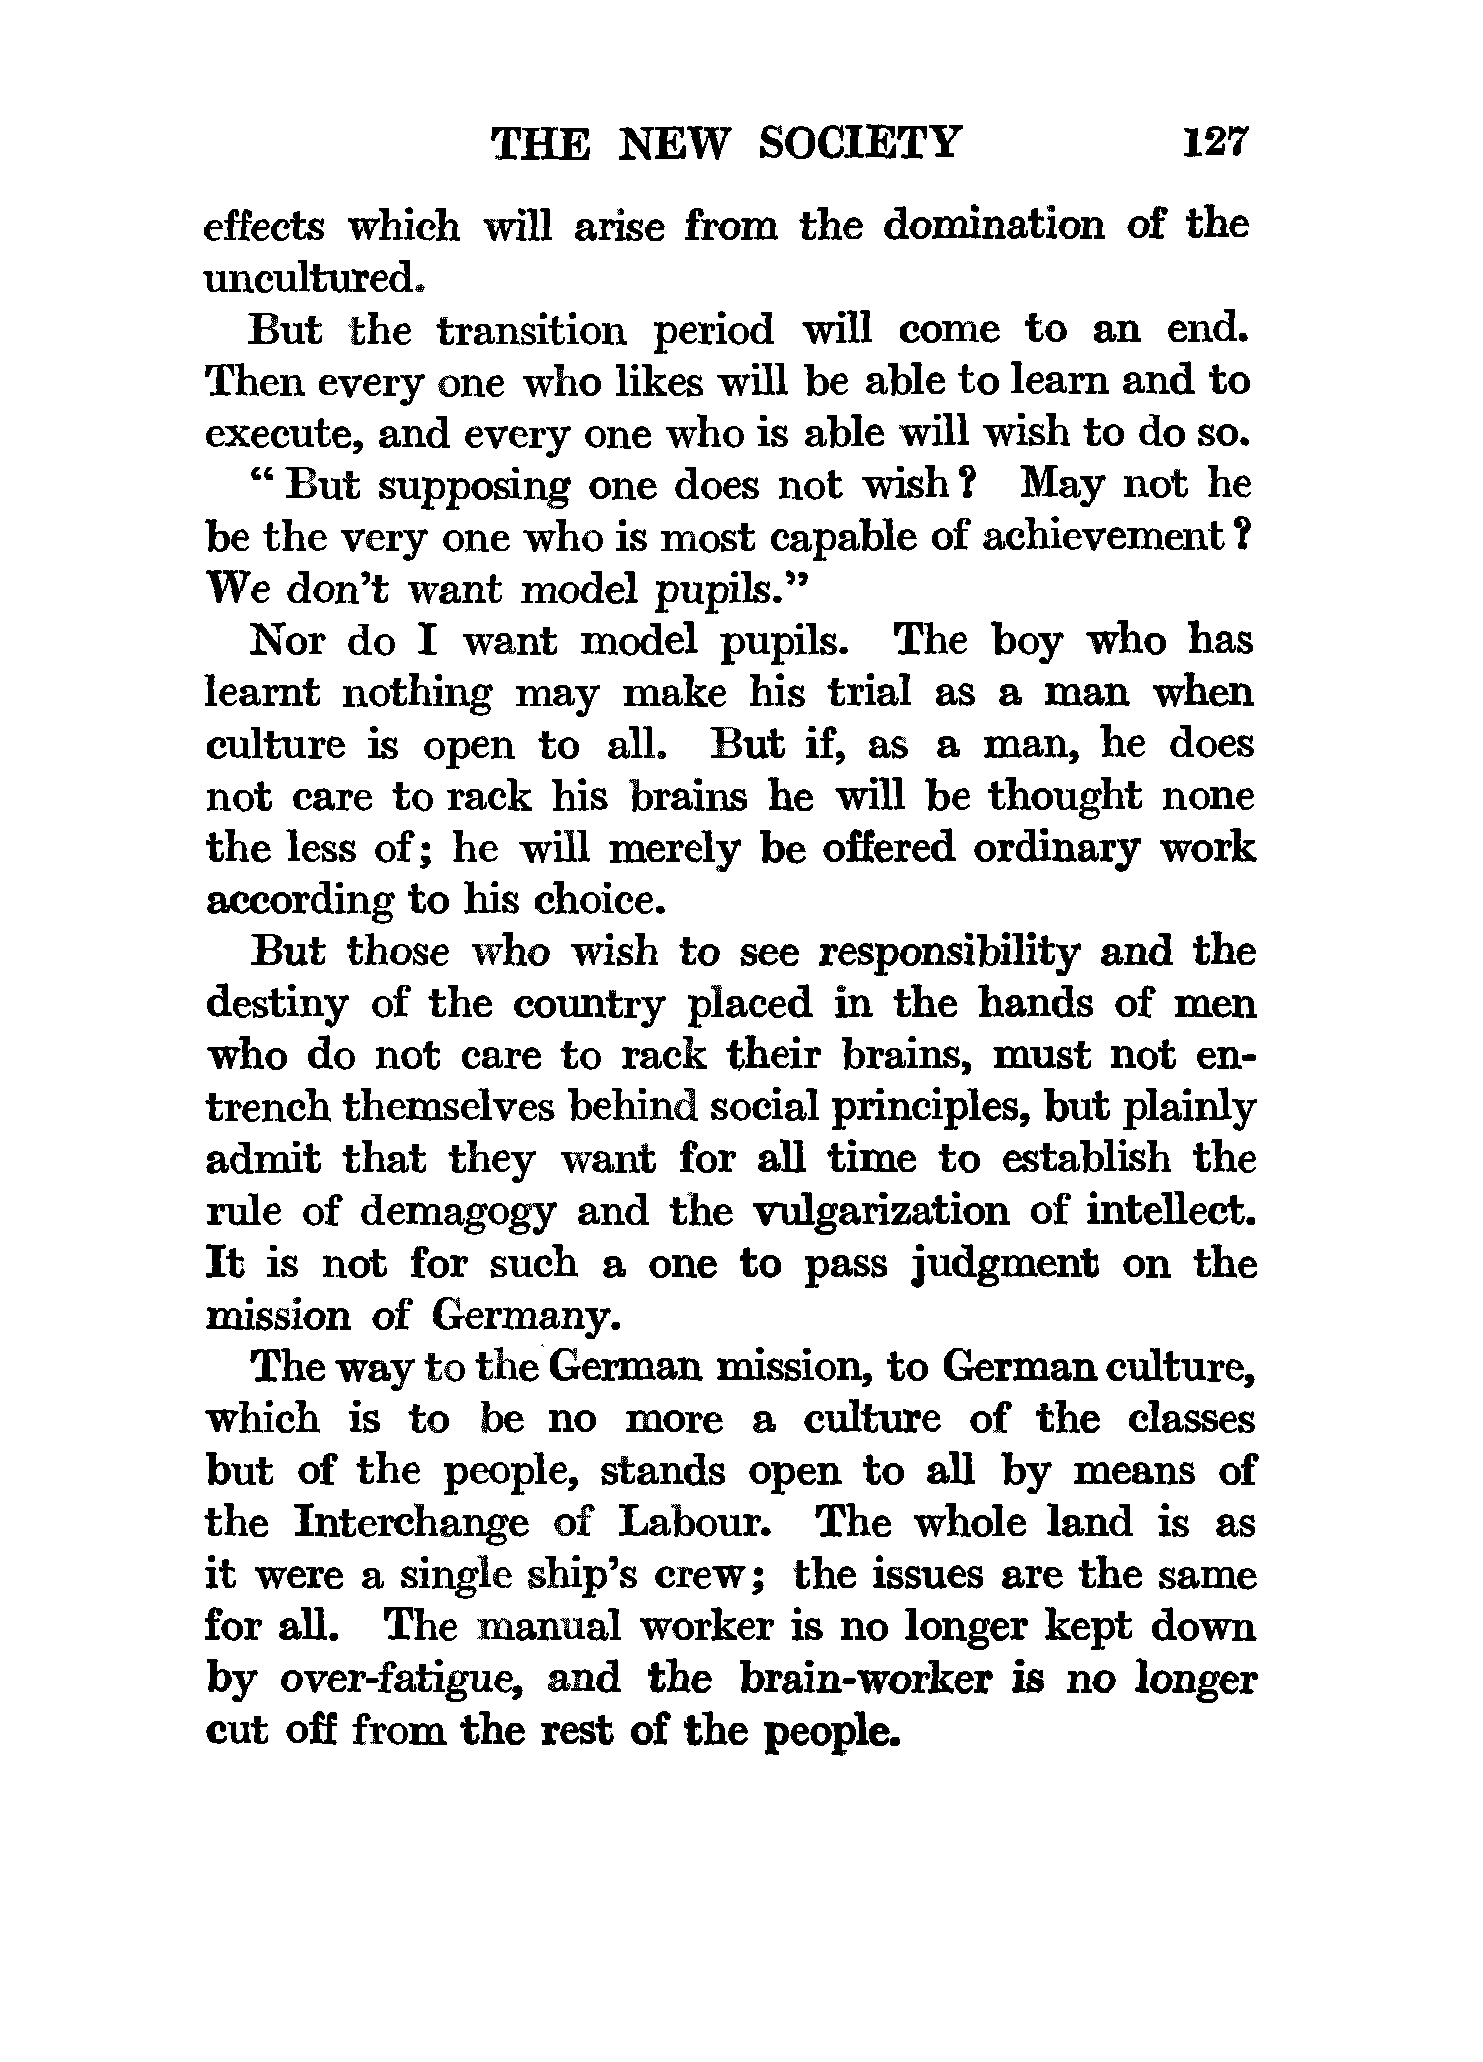 THE NEW SOCIETY 127
effects which will arise from the domination of the
uncultured.
But the transition period will come to an end.
Then every one who likes will be able to learn and to
execute, and every one who is able will wish to do so.
“ But supposing one does not wish ? May not he
be the very one who is most capable of achievement ?
We don’t want model pupils.”
Nor do I want model pupils. The boy who has
learnt nothing may make his trial as a man when
culture is open to all. But if, as a man, he does
not care to rack his brains he will be thought none
the less of; he will merely be offered ordinary work
according to his choice.
But those who wish to see responsibility and the
destiny of the country placed in the hands of men
who do not care to rack their brains, must not en-
trench themselves behind social principles, but plainly
admit that they want for all time to establish the
rule of demagogy and the vulgarization of intellect.
It is not for such a one to pass judgment on the
mission of Germany.
The way to the German mission, to German culture,
which is to be no more a culture of the classes
but of the people, stands open to all by means of
the Interchange of Labour. The whole land is as
it were a single ship’s crew; the issues are the same
for all. The manual worker is no longer kept down
by over-fatigue, and the brain-worker is no longer
cut off from the rest of the people.